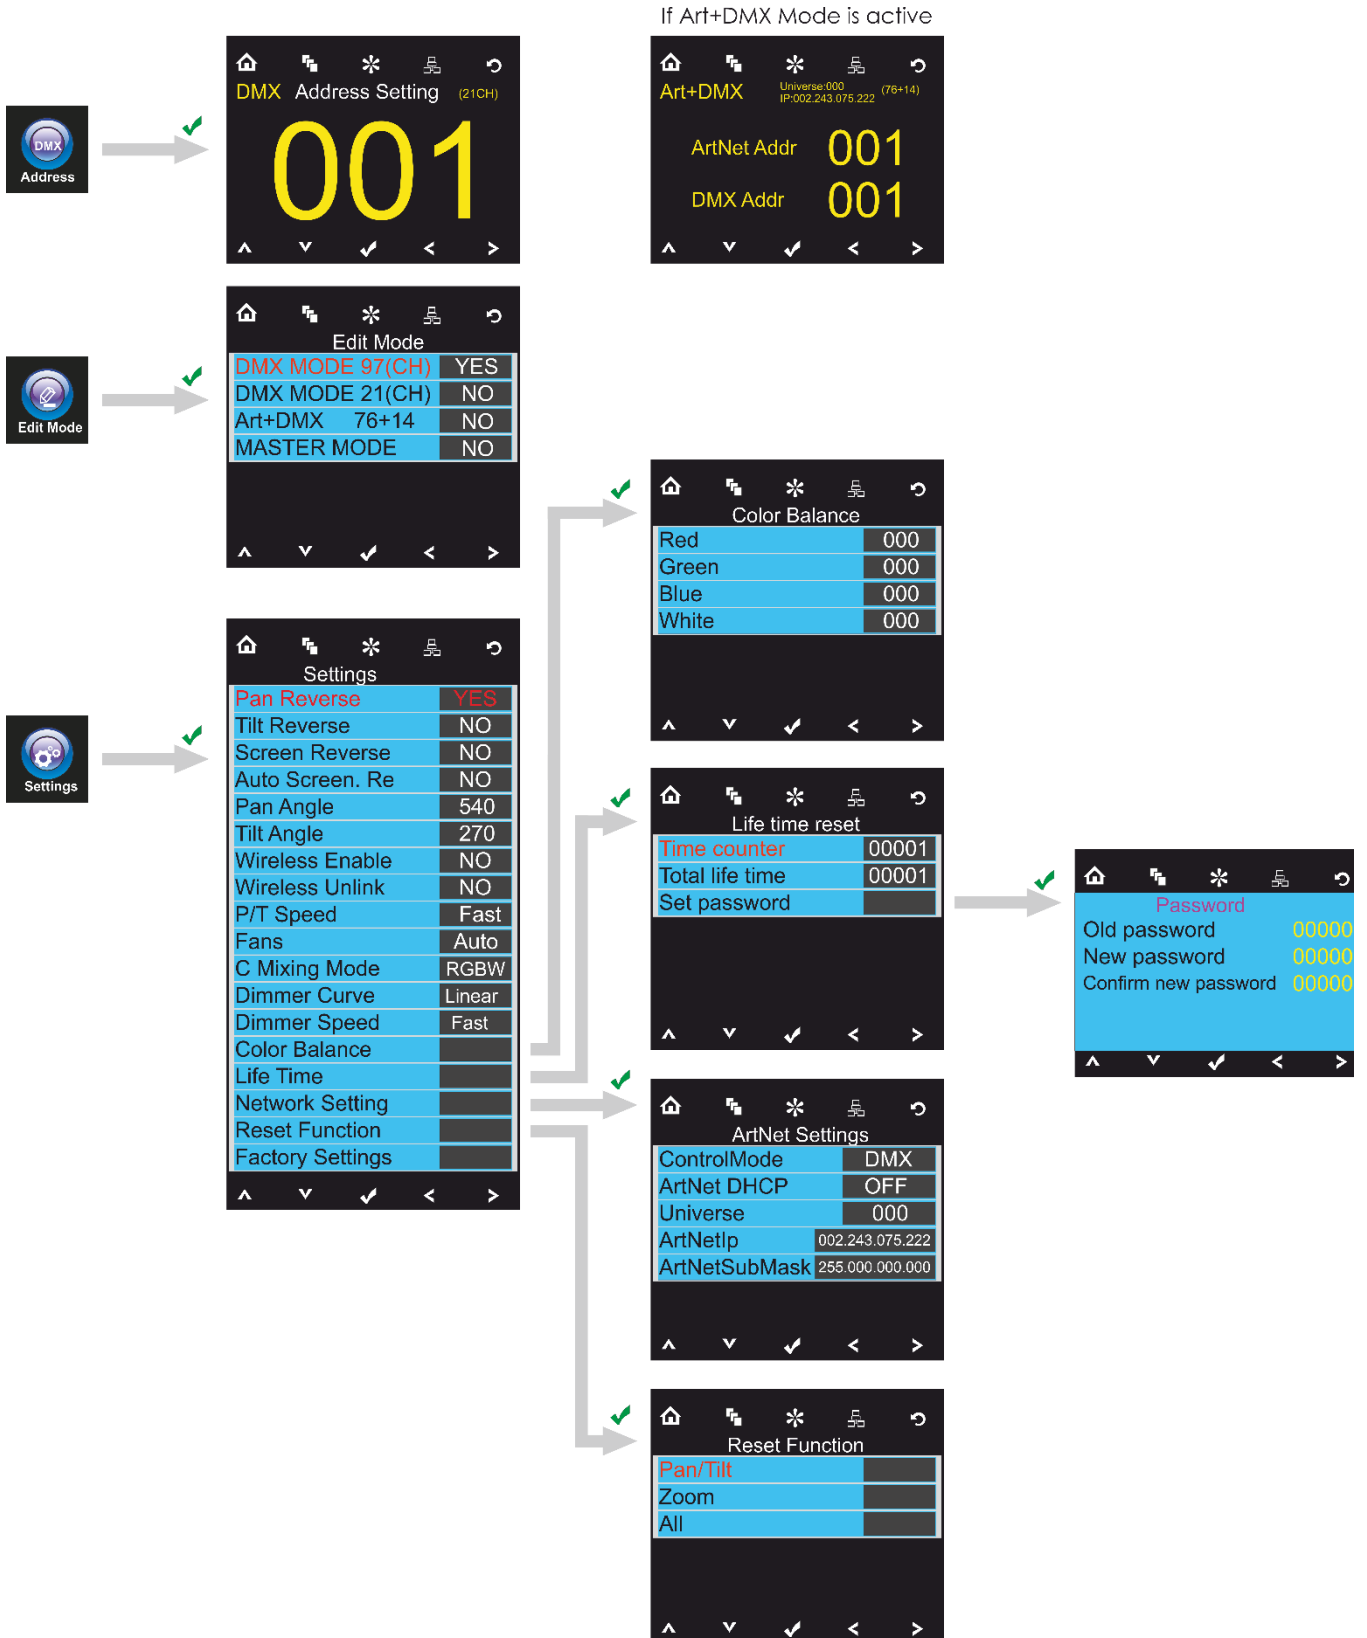 If Art+DMX Mode is active
DMX Address Setting (21CH)
001
Art+DMX Universe:000 (76+14)
IP:002.243.075.222
ArtNet Addr 001
DMX Addr 001
DMX
Address
Edit Mode
DMX MODE 97(CH) YES
DMX MODE 21(CH) NO
Art+DMX 76+14 NO
MASTER MODE NO
Edit Mode
Color Balance
Red 000
Green 000
Blue 000
White 000
Settings
Pan Reverse YES
Tilt Reverse NO
Screen Reverse NO
Auto Screen. Re NO
Pan Angle 540
Tilt Angle 270
Wireless Enable NO
Wireless Unlink NO
P/T Speed Fast
Fans Auto
C Mixing Mode RGBW
Dimmer Curve Linear
Dimmer Speed Fast
Color Balance
Life Time
Network Setting
Reset Function
Factory Settings
Settings
Life time reset
Time counter 00001
Total life time 00001
Set password
Password
Old password 00000
New password 00000
Confirm new password 00000
ArtNet Settings
ControlMode DMX
ArtNet DHCP OFF
Universe 000
ArtNetIp 002.243.075.222
ArtNetSubMask 255.000.000.000
Reset Function
Pan/Tilt
Zoom
All